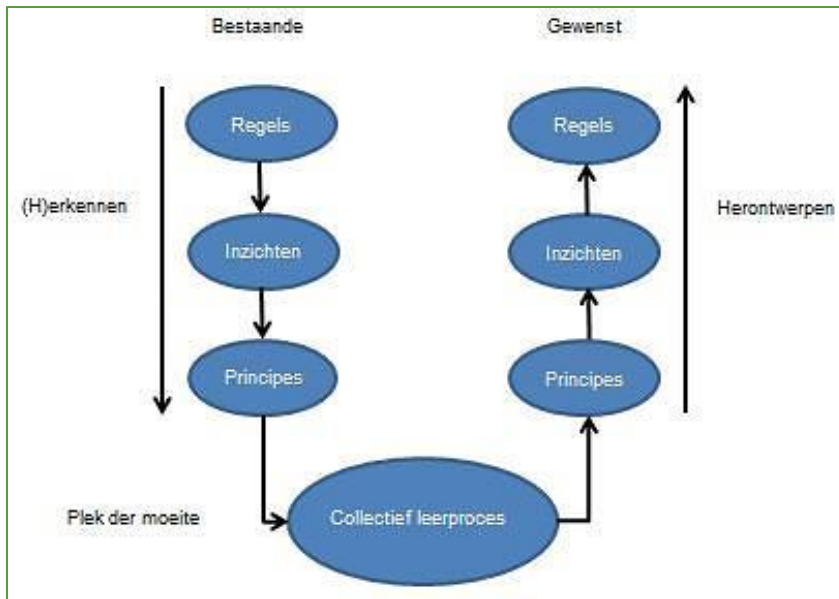 Bestaande
Gewenst
Regels
Regels
(H)erkennen
Herontwerpen
Inzichten
Inzichten
Principes
Principes
Plek der moeite
Collectief leerproces